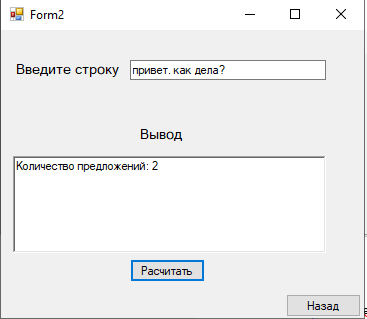 Form2
Введите строку
привет. как дела?
Вывод
Количество предложений: 2
Расчитать
Назад